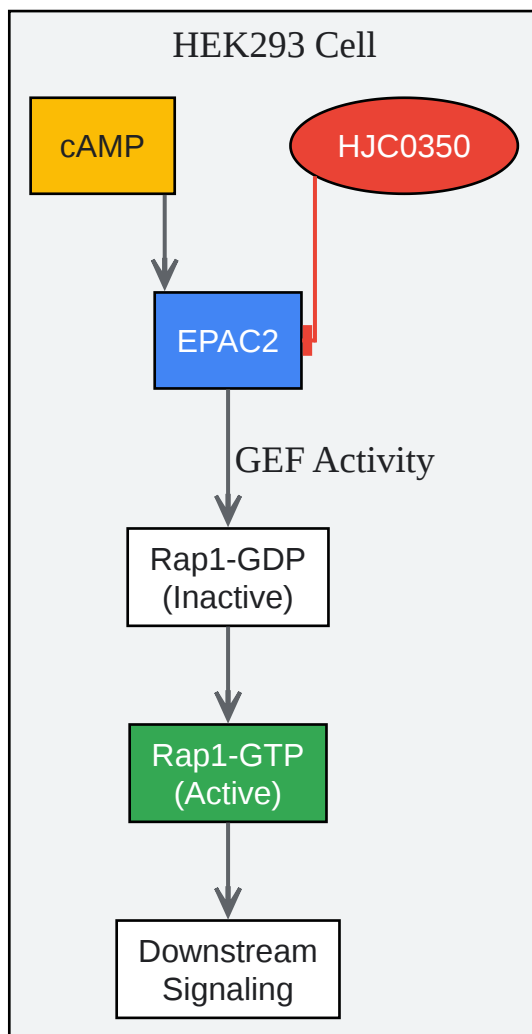 HEK293 Cell
cAMP
HJC0350
EPAC2
GEF Activity
Rap1-GDP
(Inactive)
Rap1-GTP
(Active)
Downstream
Signaling